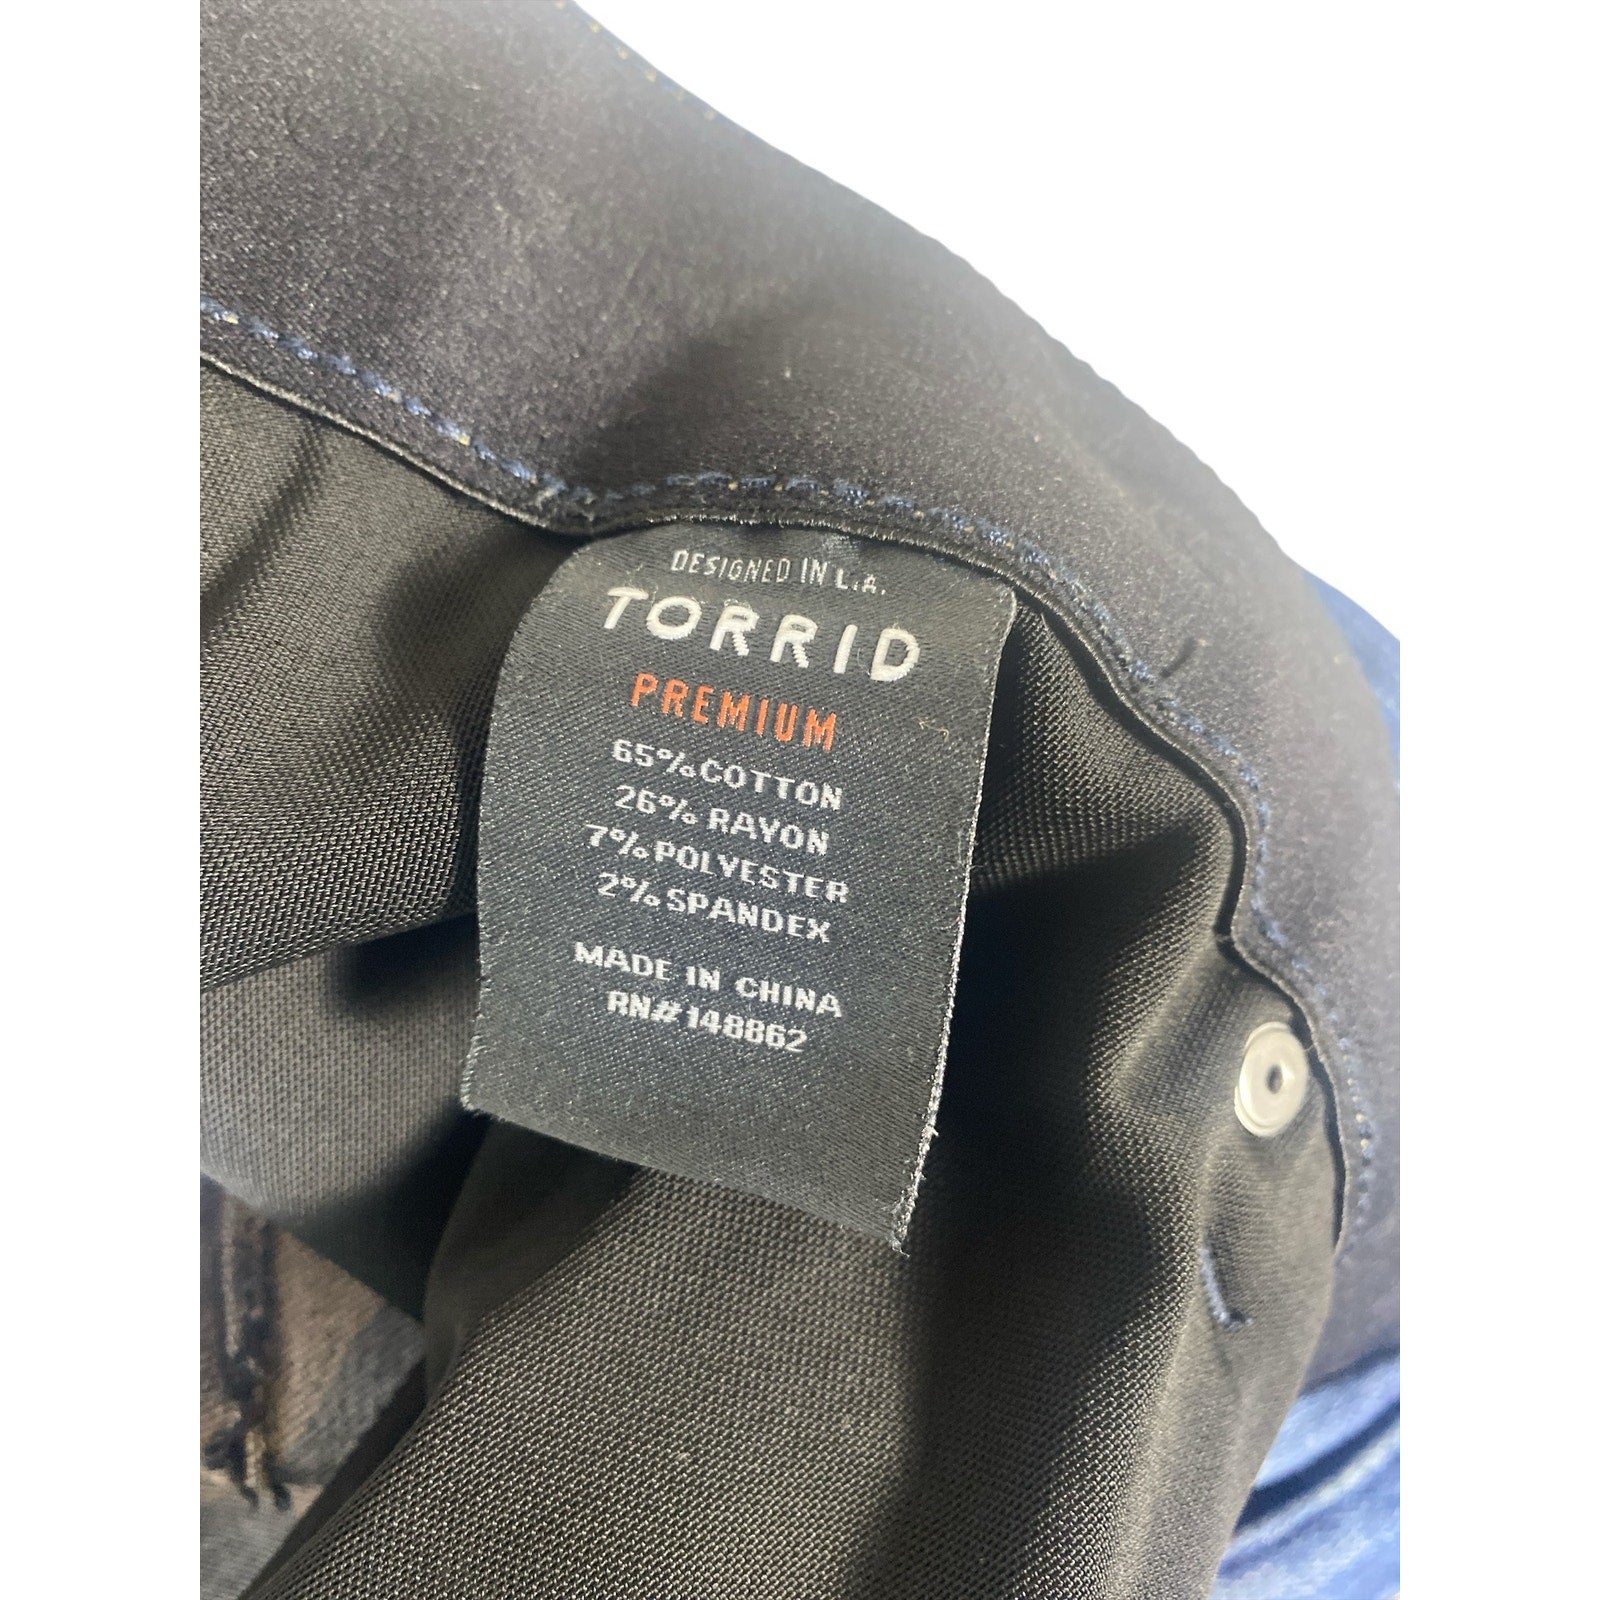 DESIGNED IN L.A.
TORRID
PREMIUM
65% COTTON
26% RAYON
7% POLYESTER
2% SPANDEX
MADE IN CHINA
RN# 148862